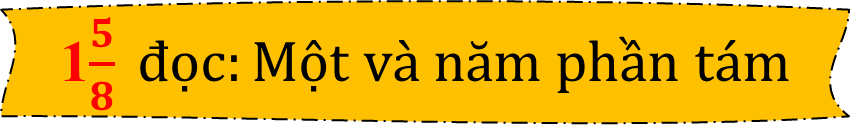 1 5/8 đọc: Một và năm phần tám